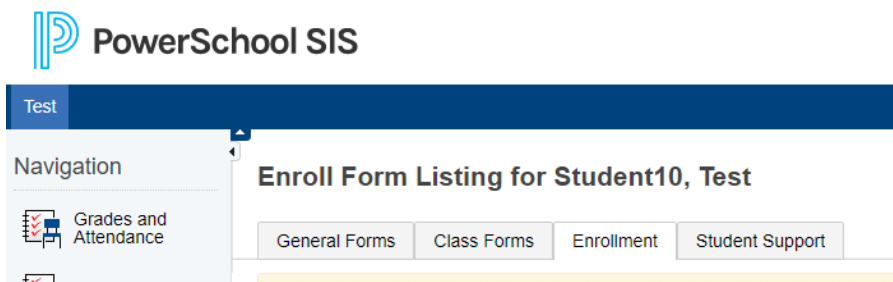 PowerSchool SIS
Test
Navigation
Enroll Form Listing for Student10, Test
Grades and
Attendance
General Forms
Class Forms
Enrollment
Student Support